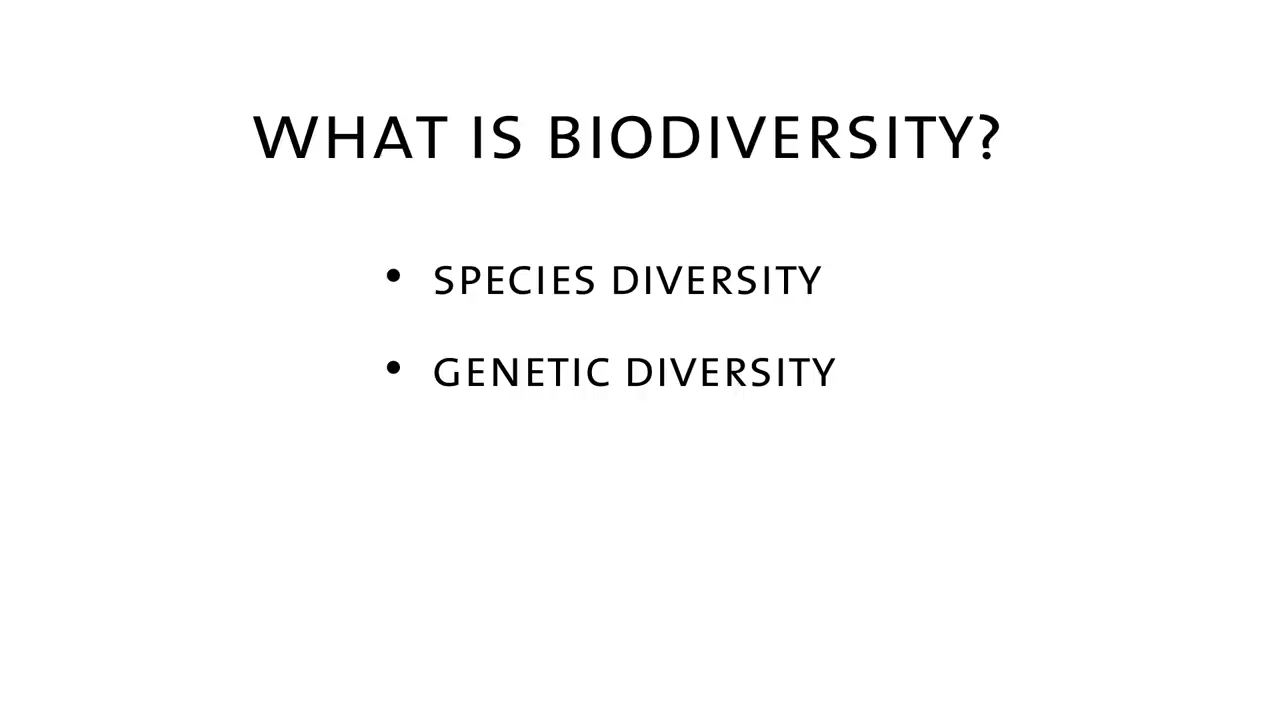 WHAT IS BIODIVERSITY?
• SPECIES DIVERSITY
• GENETIC DIVERSITY